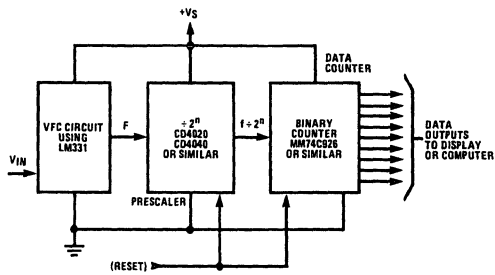 +VS
DATA
COUNTER
VFC CIRCUIT
USING
LM331
F
÷2ⁿ
CD4020
CD4040
OR SIMILAR
f÷2ⁿ
BINARY
COUNTER
MM74C926
OR SIMILAR
DATA
OUTPUTS
TO DISPLAY
OR COMPUTER
VIN
PRESCALER
(RESET)